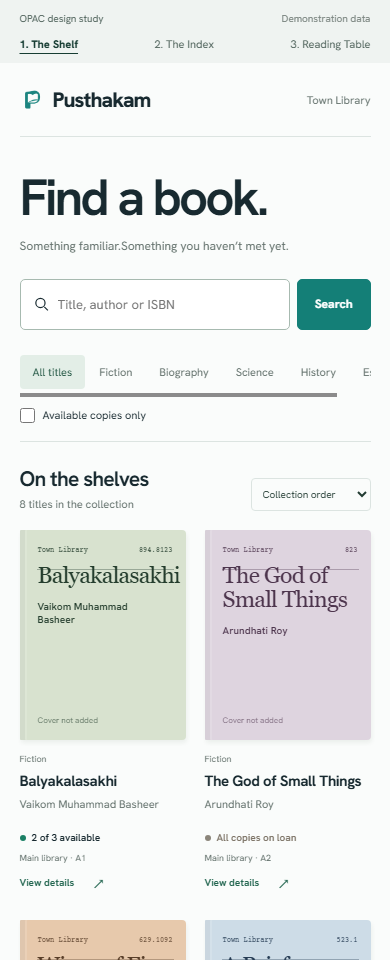 OPAC design study
Demonstration data
1. The Shelf
2. The Index
3. Reading Table
Pusthakam
Town Library
Find a book.
Something familiar.Something you haven't met yet.
Title, author or ISBN
Search
All titles
Fiction
Biography
Science
History
Available copies only
On the shelves
8 titles in the collection
Collection order
Town Library 894.8123
Balyakalasakhi
Vaikom Muhammad
Basheer
Cover not added
Town Library 823
The God of
Small Things
Arundhati Roy
Cover not added
Fiction
Balyakalasakhi
Vaikom Muhammad Basheer
2 of 3 available
Main library · A1
View details ↗
Fiction
The God of Small Things
Arundhati Roy
All copies on loan
Main library · A2
View details ↗
Town Library 629.1092
Town Library 523.1